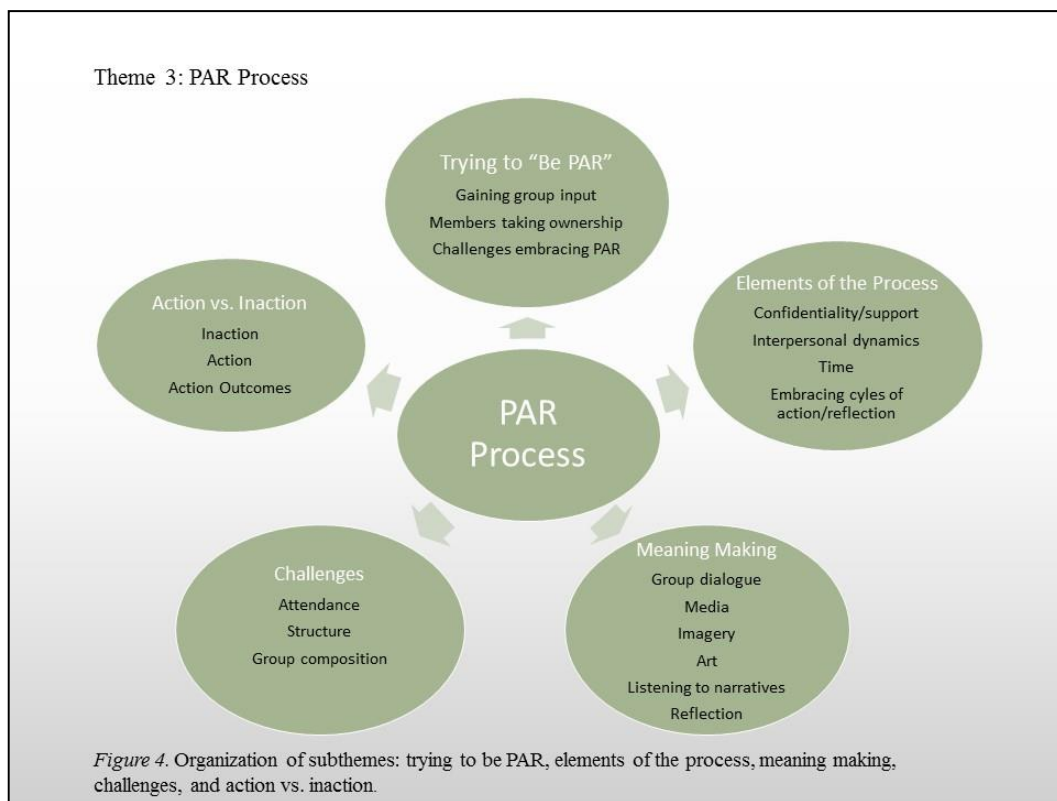 Theme 3: PAR Process
Trying to “Be PAR”
Gaining group input
Members taking ownership
Challenges embracing PAR
Elements of the Process
Confidentiality/support
Interpersonal dynamics
Time
Embracing cyles of
action/reflection
Action vs. Inaction
Inaction
Action
Action Outcomes
PAR
Process
Challenges
Attendance
Structure
Group composition
Meaning Making
Group dialogue
Media
Imagery
Art
Listening to narratives
Reflection
Figure 4. Organization of subthemes: trying to be PAR, elements of the process, meaning making,
challenges, and action vs. inaction.